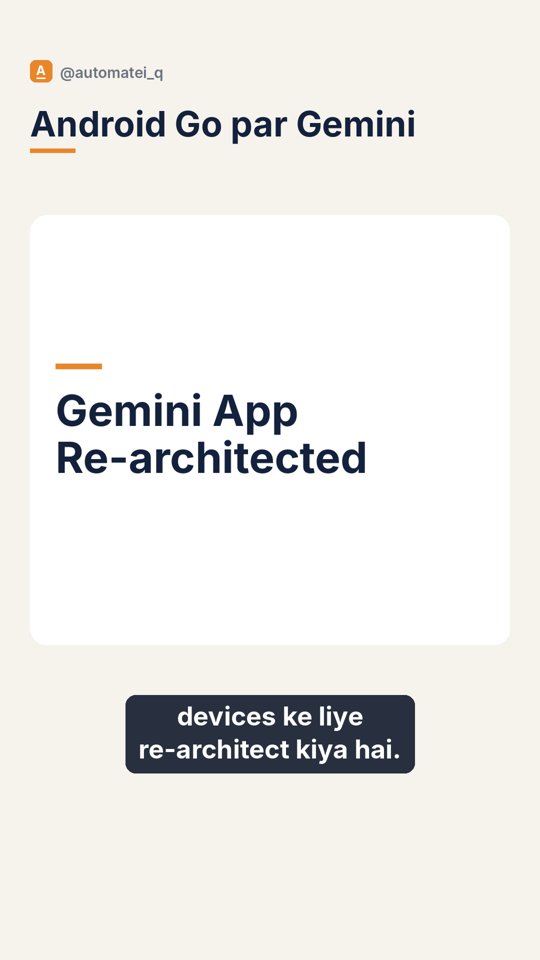 A
@automatei_q
Android Go par Gemini
Gemini App
Re-architected
devices ke liye
re-architect kiya hai.